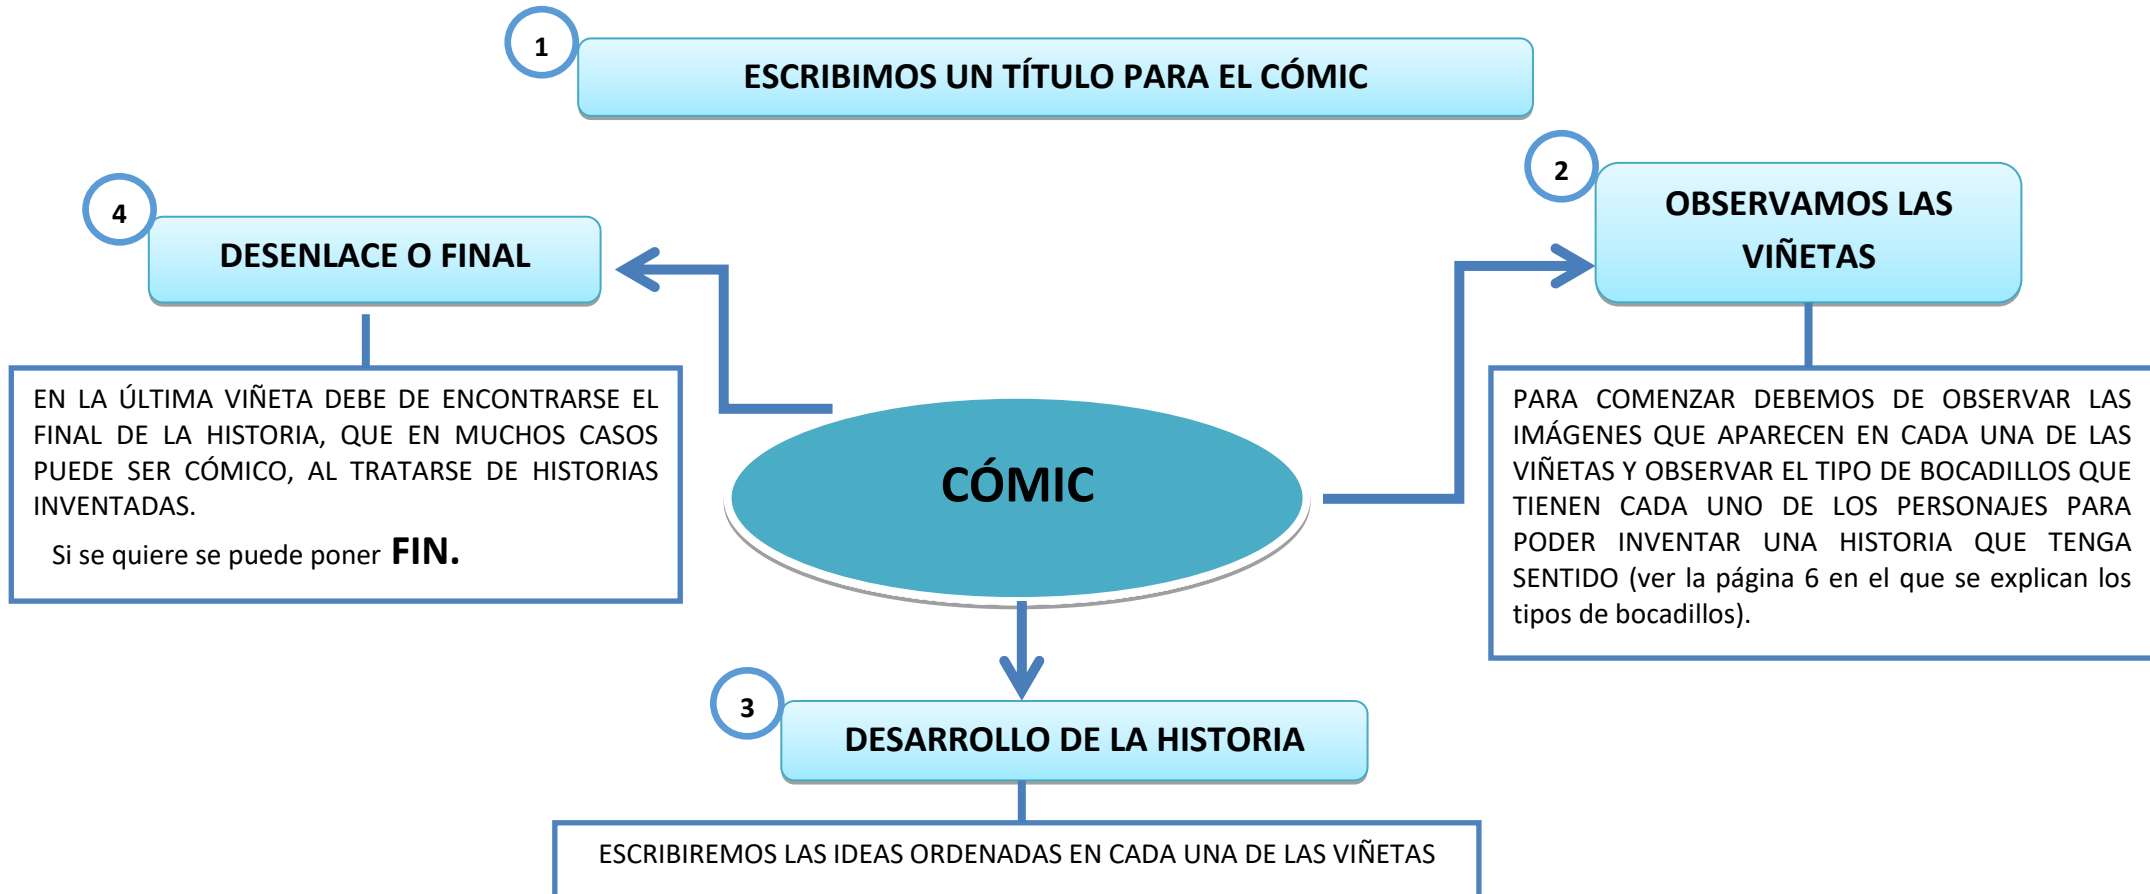 1
ESCRIBIMOS UN TÍTULO PARA EL CÓMIC
2
OBSERVAMOS LAS
VIÑETAS
PARA COMENZAR DEBEMOS DE OBSERVAR LAS
IMÁGENES QUE APARECEN EN CADA UNA DE LAS
VIÑETAS Y OBSERVAR EL TIPO DE BOCADILLOS QUE
TIENEN CADA UNO DE LOS PERSONAJES PARA
PODER INVENTAR UNA HISTORIA QUE TENGA
SENTIDO (ver la página 6 en el que se explican los
tipos de bocadillos).
CÓMIC
3
DESARROLLO DE LA HISTORIA
ESCRIBIREMOS LAS IDEAS ORDENADAS EN CADA UNA DE LAS VIÑETAS
4
DESENLACE O FINAL
EN LA ÚLTIMA VIÑETA DEBE DE ENCONTRARSE EL
FINAL DE LA HISTORIA, QUE EN MUCHOS CASOS
PUEDE SER CÓMICO, AL TRATARSE DE HISTORIAS
INVENTADAS.
Si se quiere se puede poner FIN.